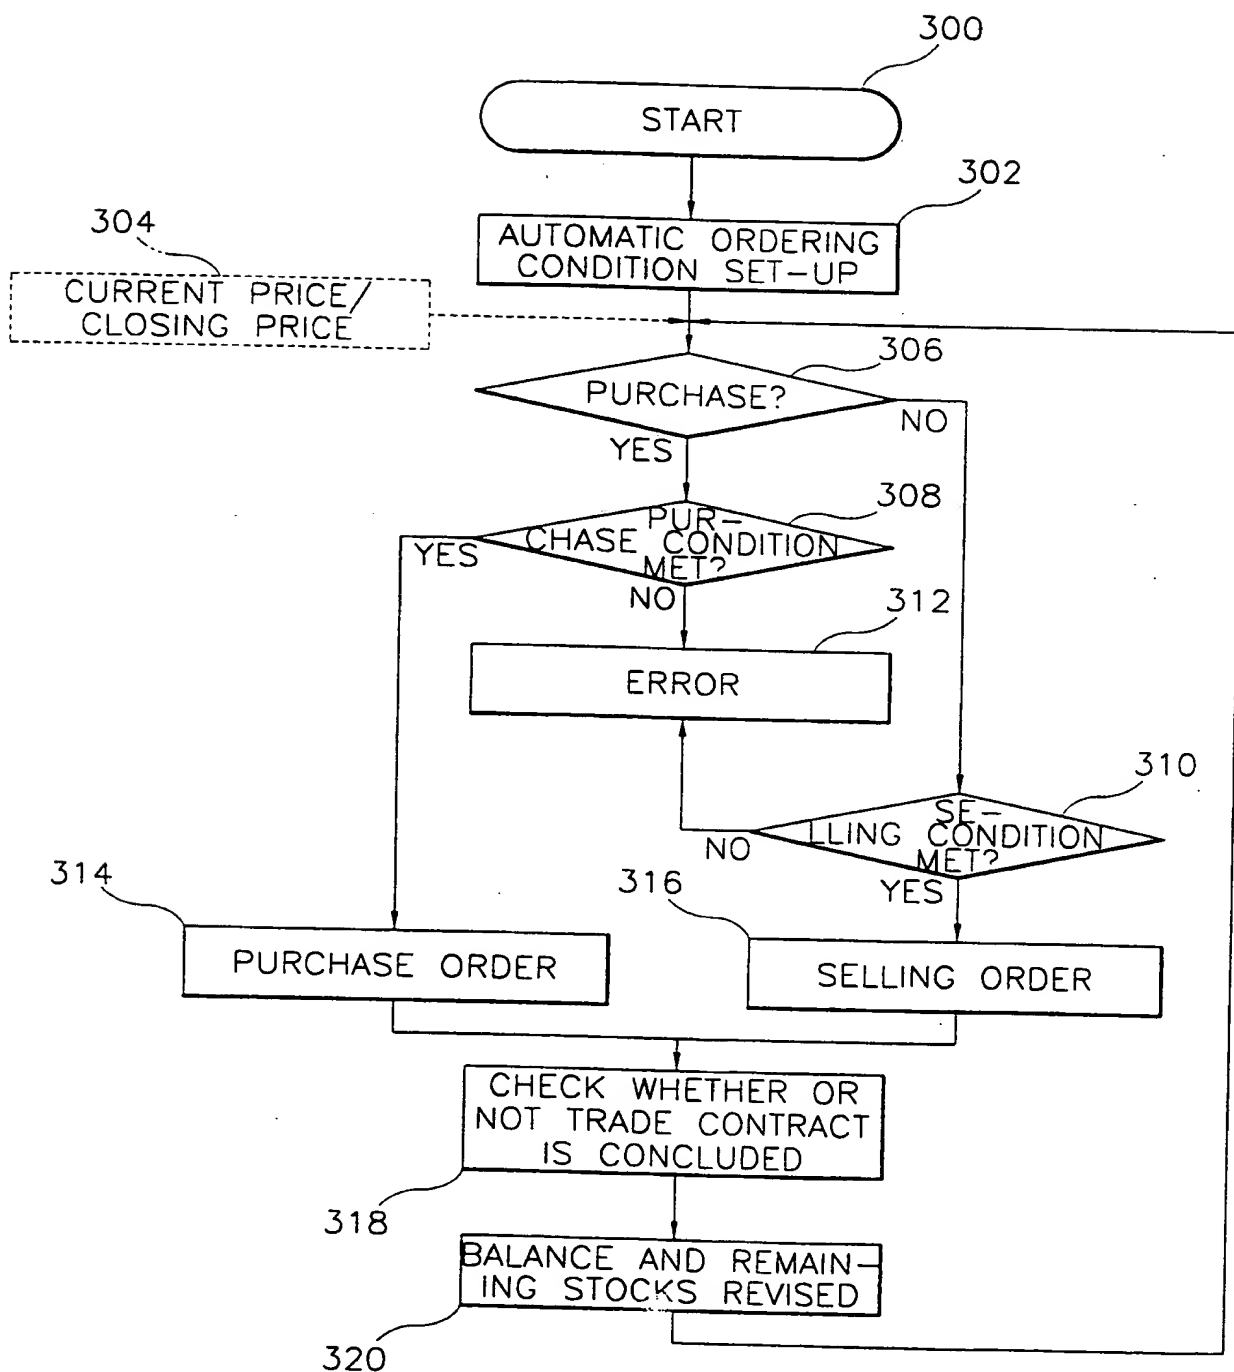 300
START
302
AUTOMATIC ORDERING
CONDITION SET-UP
304
CURRENT PRICE/
CLOSING PRICE
306
PURCHASE?
NO
YES
308
PUR-
CHASE CONDITION
MET?
YES
NO
312
ERROR
310
SE-
LLING CONDITION
MET?
NO
YES
314
PURCHASE ORDER
316
SELLING ORDER
CHECK WHETHER OR
NOT TRADE CONTRACT
IS CONCLUDED
318
BALANCE AND REMAIN-
ING STOCKS REVISED
320